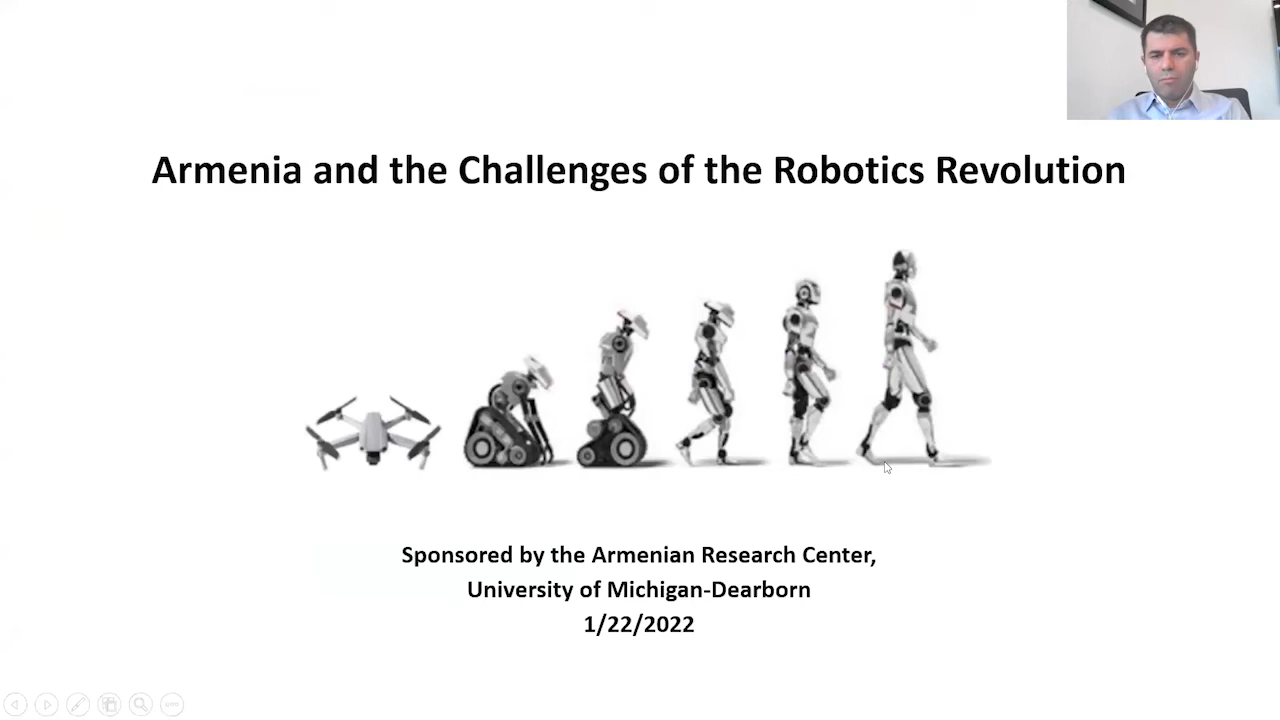 Armenia and the Challenges of the Robotics Revolution
Sponsored by the Armenian Research Center,
University of Michigan-Dearborn
1/22/2022